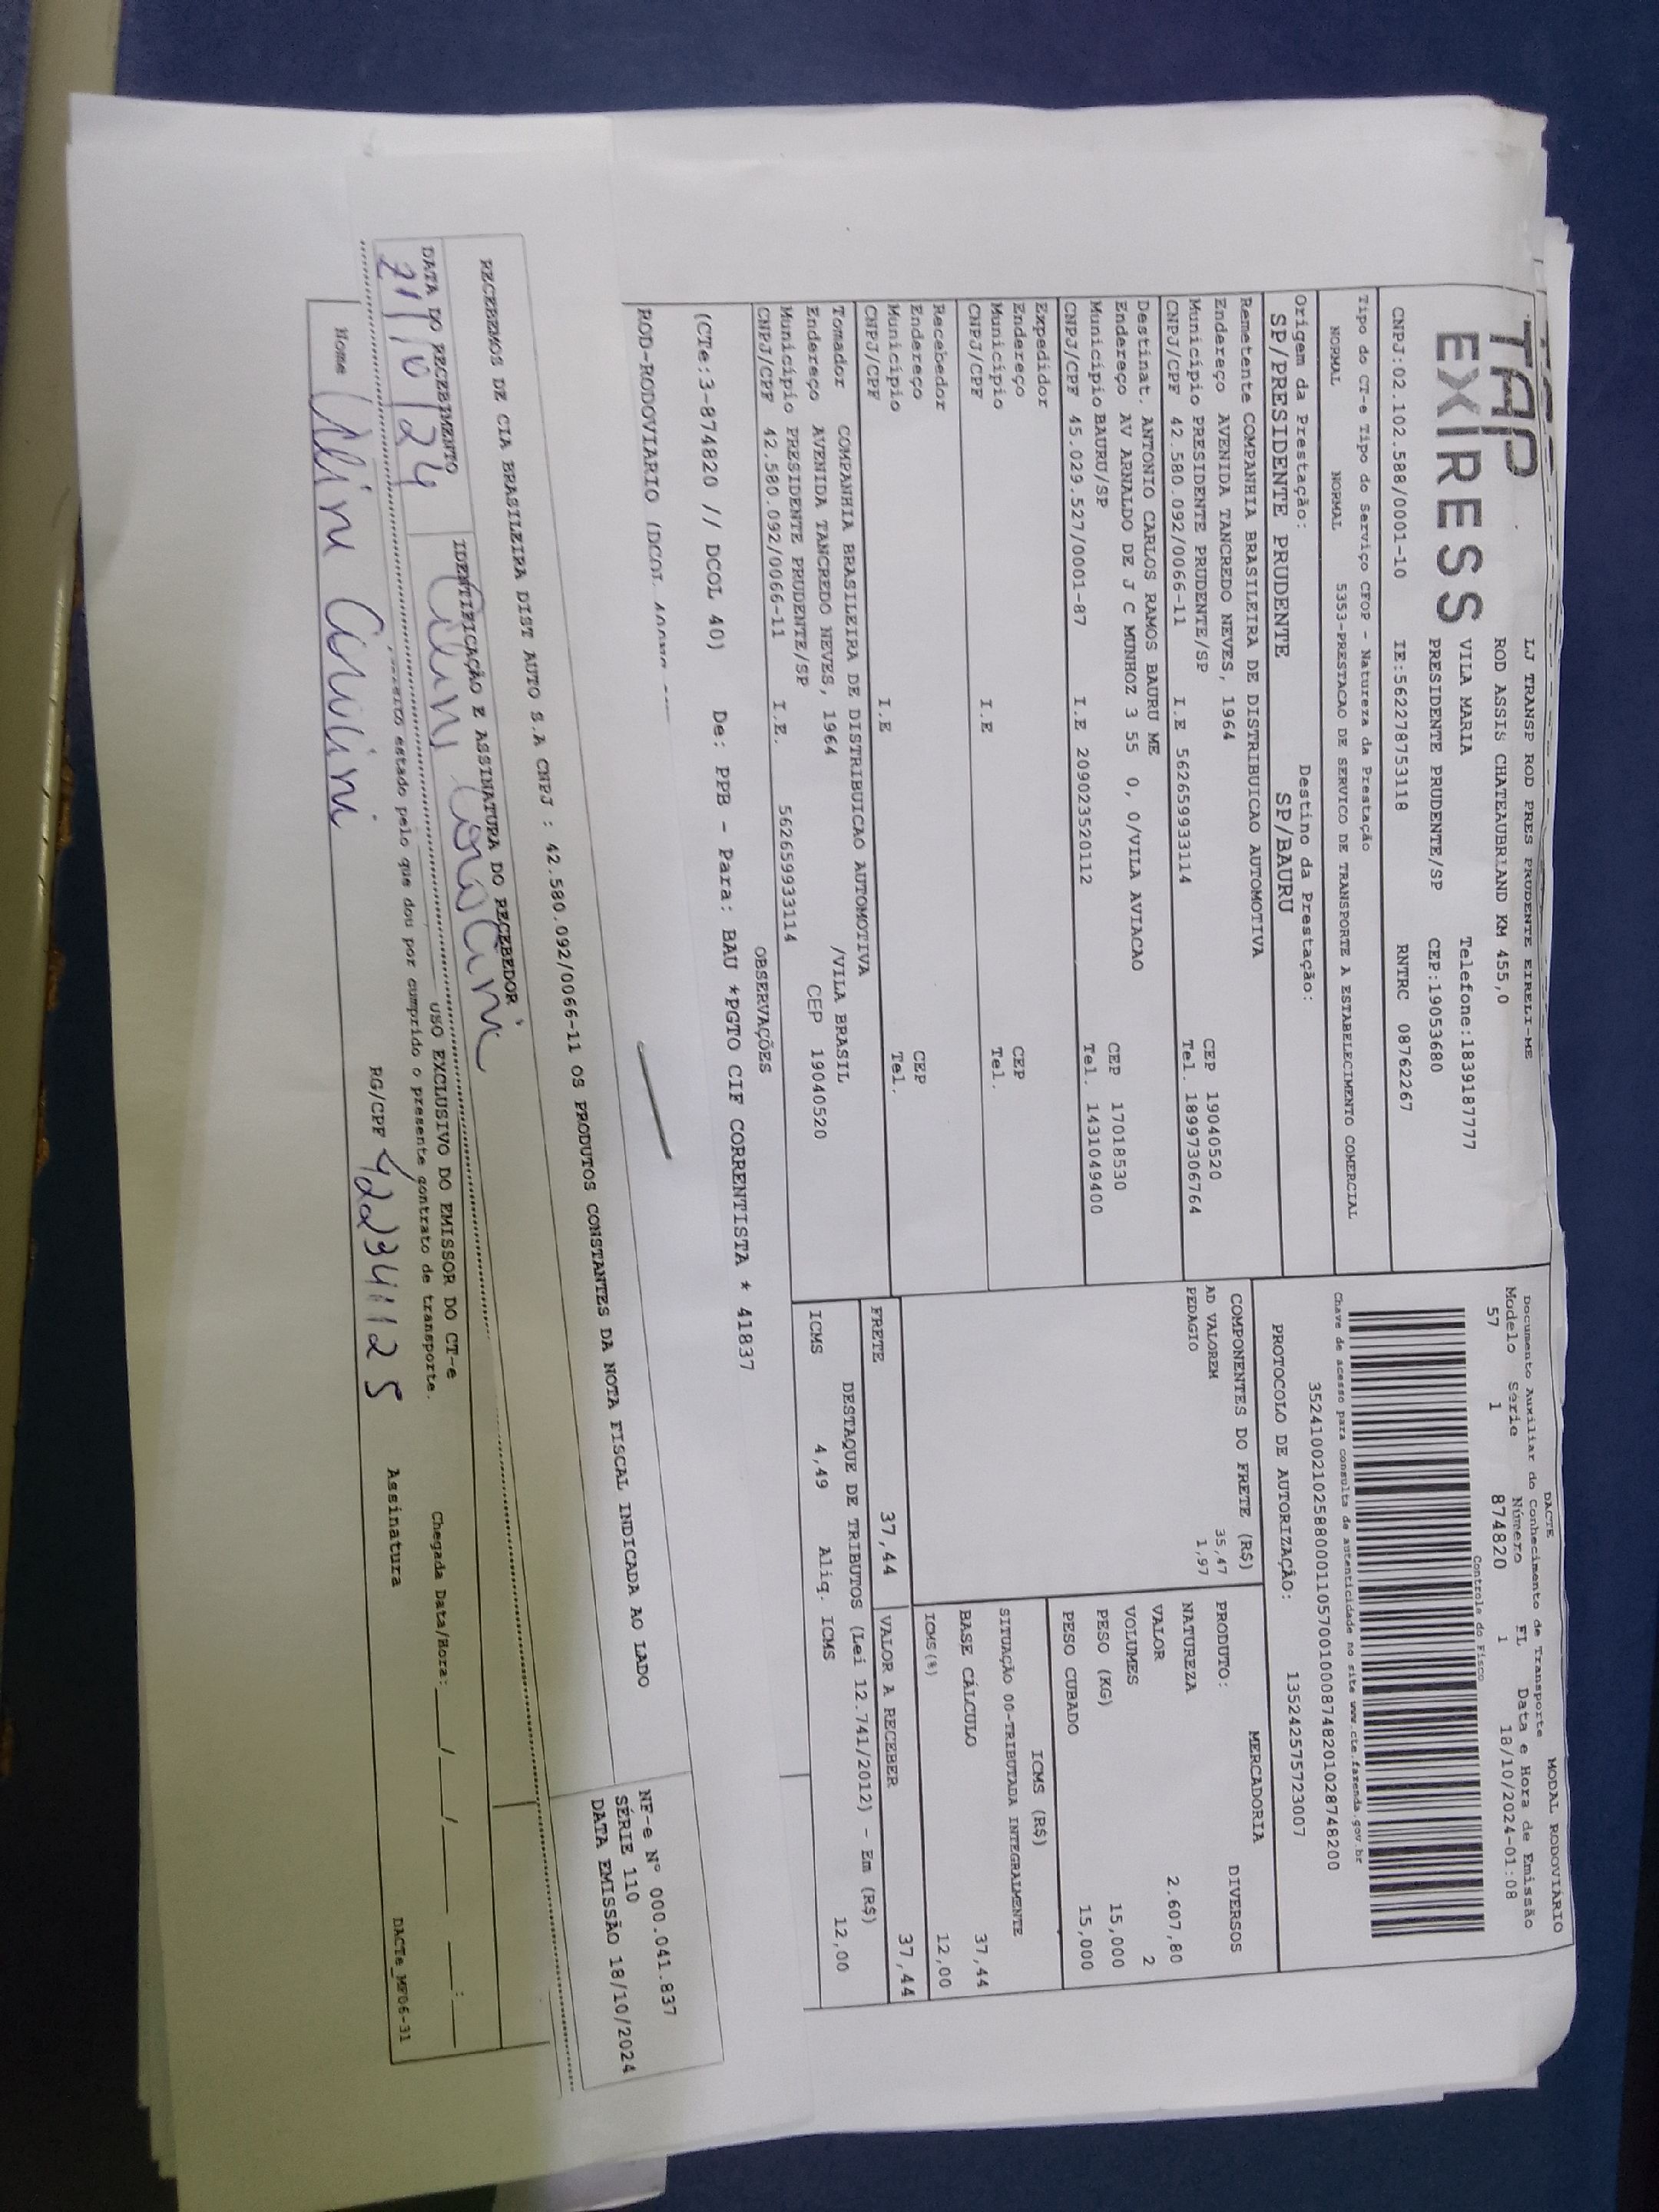 TAP
EXPRESS
LJ TRANSP ROD PRES PRUDENTE EIRELI-ME
ROD ASSIS CHATEAUBRIAND KM 455,0
VILA MARIA Telefone:1839187777
PRESIDENTE PRUDENTE/SP CEP:19053680
CNPJ:02.102.588/0001-10 IE:562278753118 RNTRC 08762267
DACTE MODAL RODOVIÁRIO
Documento Auxiliar do Conhecimento de Transporte
Modelo Série Número FL Data e Hora de Emissão
57 1 874820 1 18/10/2024-01:08
Controle do Fisco
Chave de acesso para consulta de autenticidade no site www.cte.fazenda.gov.br
35241002102588000110570010008748201028748200
PROTOCOLO DE AUTORIZAÇÃO: 135242575723007
Tipo do CT-e Tipo do Serviço CFOP - Natureza da Prestação
NORMAL NORMAL 5353-PRESTACAO DE SERVICO DE TRANSPORTE A ESTABELECIMENTO COMERCIAL
Origem da Prestação: Destino da Prestação:
SP/PRESIDENTE PRUDENTE SP/BAURU
Remetente COMPANHIA BRASILEIRA DE DISTRIBUICAO AUTOMOTIVA
Endereço AVENIDA TANCREDO NEVES, 1964 CEP 19040520
Município PRESIDENTE PRUDENTE/SP Tel. 18997306764
CNPJ/CPF 42.580.092/0066-11 I.E 562659933114
Destinat. ANTONIO CARLOS RAMOS BAURU ME
Endereço AV ARNALDO DE J C MUNHOZ 3 55 0, 0/VILA AVIACAO CEP 17018530
Município BAURU/SP Tel. 1431049400
CNPJ/CPF 45.029.527/0001-87 I.E 209023520112
Expedidor
Endereço CEP
Município Tel.
CNPJ/CPF I.E
Recebedor
Endereço CEP
Município Tel.
CNPJ/CPF I.E
Tomador COMPANHIA BRASILEIRA DE DISTRIBUICAO AUTOMOTIVA
Endereço AVENIDA TANCREDO NEVES, 1964 /VILA BRASIL
Município PRESIDENTE PRUDENTE/SP CEP 19040520
CNPJ/CPF 42.580.092/0066-11 I.E. 562659933114
COMPONENTES DO FRETE (R$)
AD VALOREM 35,47
PEDAGIO 1,97
MERCADORIA
PRODUTO: DIVERSOS
NATUREZA
VALOR 2.607,80
VOLUMES 2
PESO (KG) 15,000
PESO CUBADO 15,000
ICMS (R$)
SITUAÇÃO 00-TRIBUTADA INTEGRALMENTE
BASE CÁLCULO 37,44
ICMS(%) 12,00
FRETE 37,44 VALOR A RECEBER 37,44
DESTAQUE DE TRIBUTOS (Lei 12.741/2012) - Em (R$)
ICMS 4,49 Aliq. ICMS 12,00
OBSERVAÇÕES
(CTe:3-874820 // DCOL 40) De: PPB - Para: BAU *PGTO CIF CORRENTISTA * 41837
ROD-RODOVIARIO (DCOL
RECEBEMOS DE CIA BRASILEIRA DIST AUTO S.A CNPJ : 42.580.092/0066-11 OS PRODUTOS CONSTANTES DA NOTA FISCAL INDICADA AO LADO
NF-e Nº 000.041.837
SÉRIE 110
DATA EMISSÃO 18/10/2024
DATA DO RECEBIMENTO IDENTIFICAÇÃO E ASSINATURA DO RECEBEDOR
21/10/24
USO EXCLUSIVO DO EMISSOR DO CT-e
estado pelo que dou por cumprido o presente contrato de transporte.
Chegada Data/Hora:___/___/____ ___:___
Nome RG/CPF 422341125 Assinatura
DACTe_MF06-31